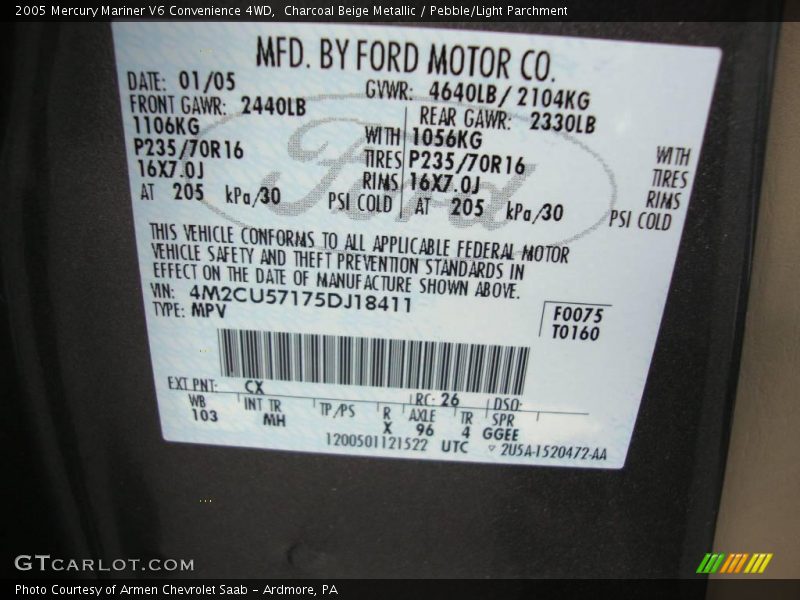 2005 Mercury Mariner V6 Convenience 4WD,  Charcoal Beige Metallic / Pebble/Light Parchment
MFD. BY FORD MOTOR CO.
DATE: 01/05 GVWR: 4640LB/ 2104KG
FRONT GAWR: 2440LB REAR GAWR: 2330LB
1106KG WITH 1056KG WITH
P235/70R16 TIRES P235/70R16 TIRES
16X7.0J RIMS 16X7.0J RIMS
AT 205 kPa/30 PSI COLD AT 205 kPa/30 PSI COLD
Ford
THIS VEHICLE CONFORMS TO ALL APPLICABLE FEDERAL MOTOR
VEHICLE SAFETY AND THEFT PREVENTION STANDARDS IN
EFFECT ON THE DATE OF MANUFACTURE SHOWN ABOVE.
VIN: 4M2CU57175DJ18411
TYPE: MPV
F0075
T0160
EXT PNT: CX RC: 26 DSO:
WB INT TR TP/PS R AXLE TR SPR
103 MH X 96 4 GGEE
1200501121522 UTC ▽ 2U5A-1520472-AA
GTCARLOT.COM
Photo Courtesy of Armen Chevrolet Saab - Ardmore, PA